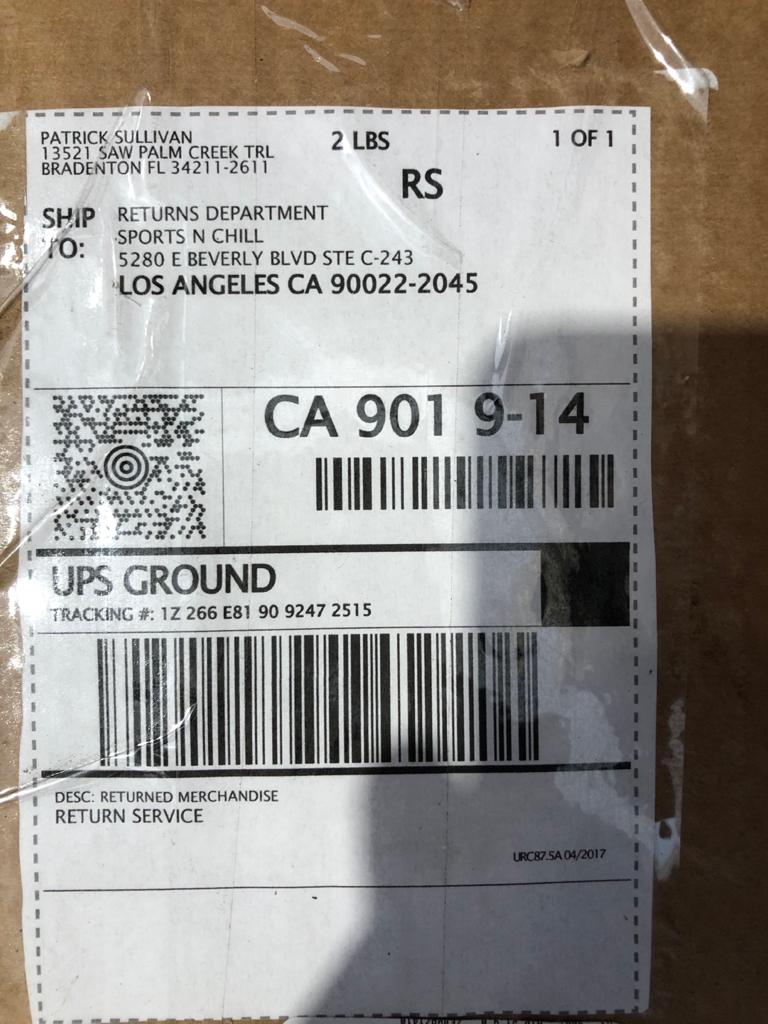 PATRICK SULLIVAN
13521 SAW PALM CREEK TRL
BRADENTON FL 34211-2611
2 LBS
1 OF 1
RS
SHIP TO:
RETURNS DEPARTMENT
SPORTS N CHILL
5280 E BEVERLY BLVD STE C-243
LOS ANGELES CA 90022-2045
CA 901 9-14
UPS GROUND
TRACKING #: 1Z 266 E81 90 9247 2515
DESC: RETURNED MERCHANDISE
RETURN SERVICE
URC87.5A 04/2017